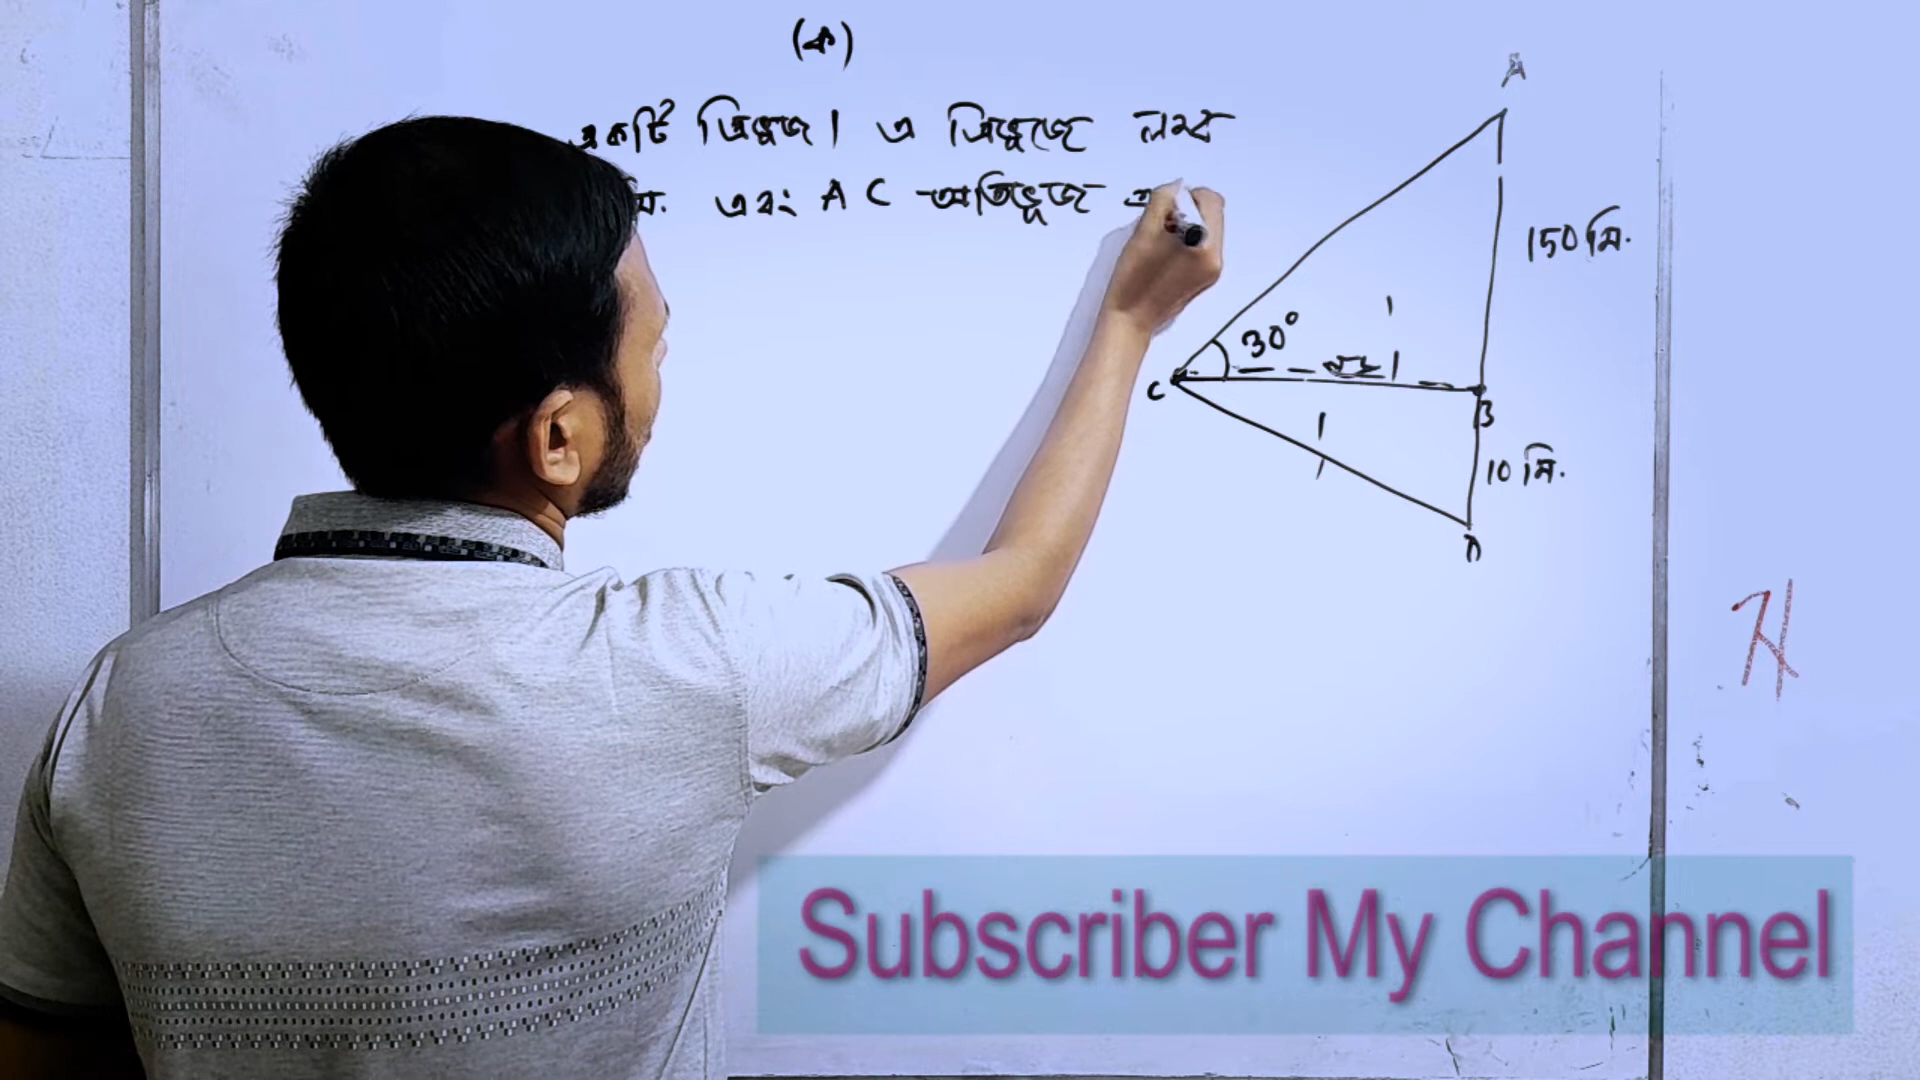 (ক)
একটি ত্রিভুজ। এ ত্রিভুজে লম্ব
মি. এবং AC অতিভুজে
A
150 মি.
30°
C
B
10 মি.
D
Subscriber My Channel